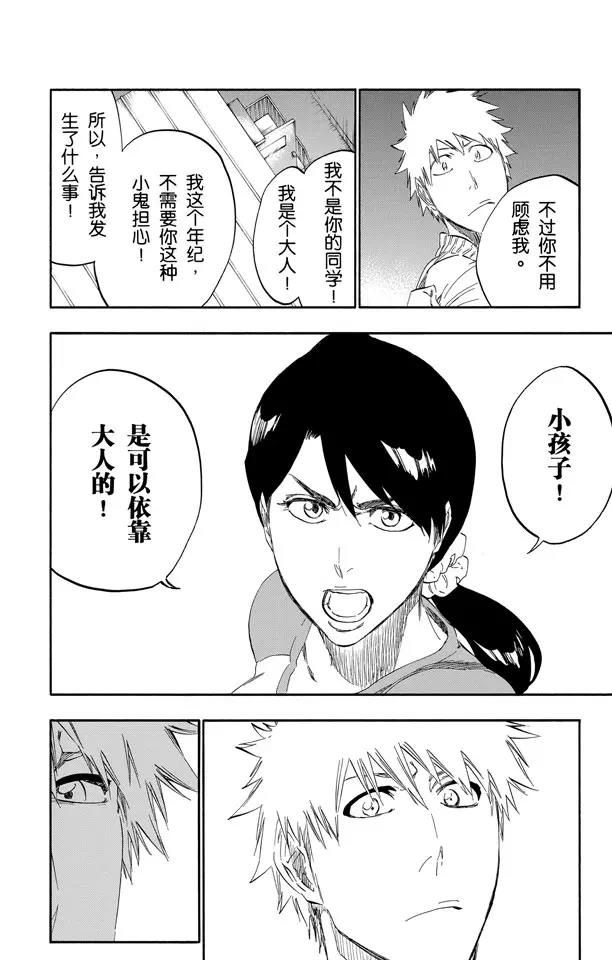 不过你不用
顾虑我。
我不是你的同学！
我是个大人！
我这个年纪，
不需要你这种
小鬼担心！
所以，告诉我发
生了什么事！
小孩子！
是可以依靠
大人的！